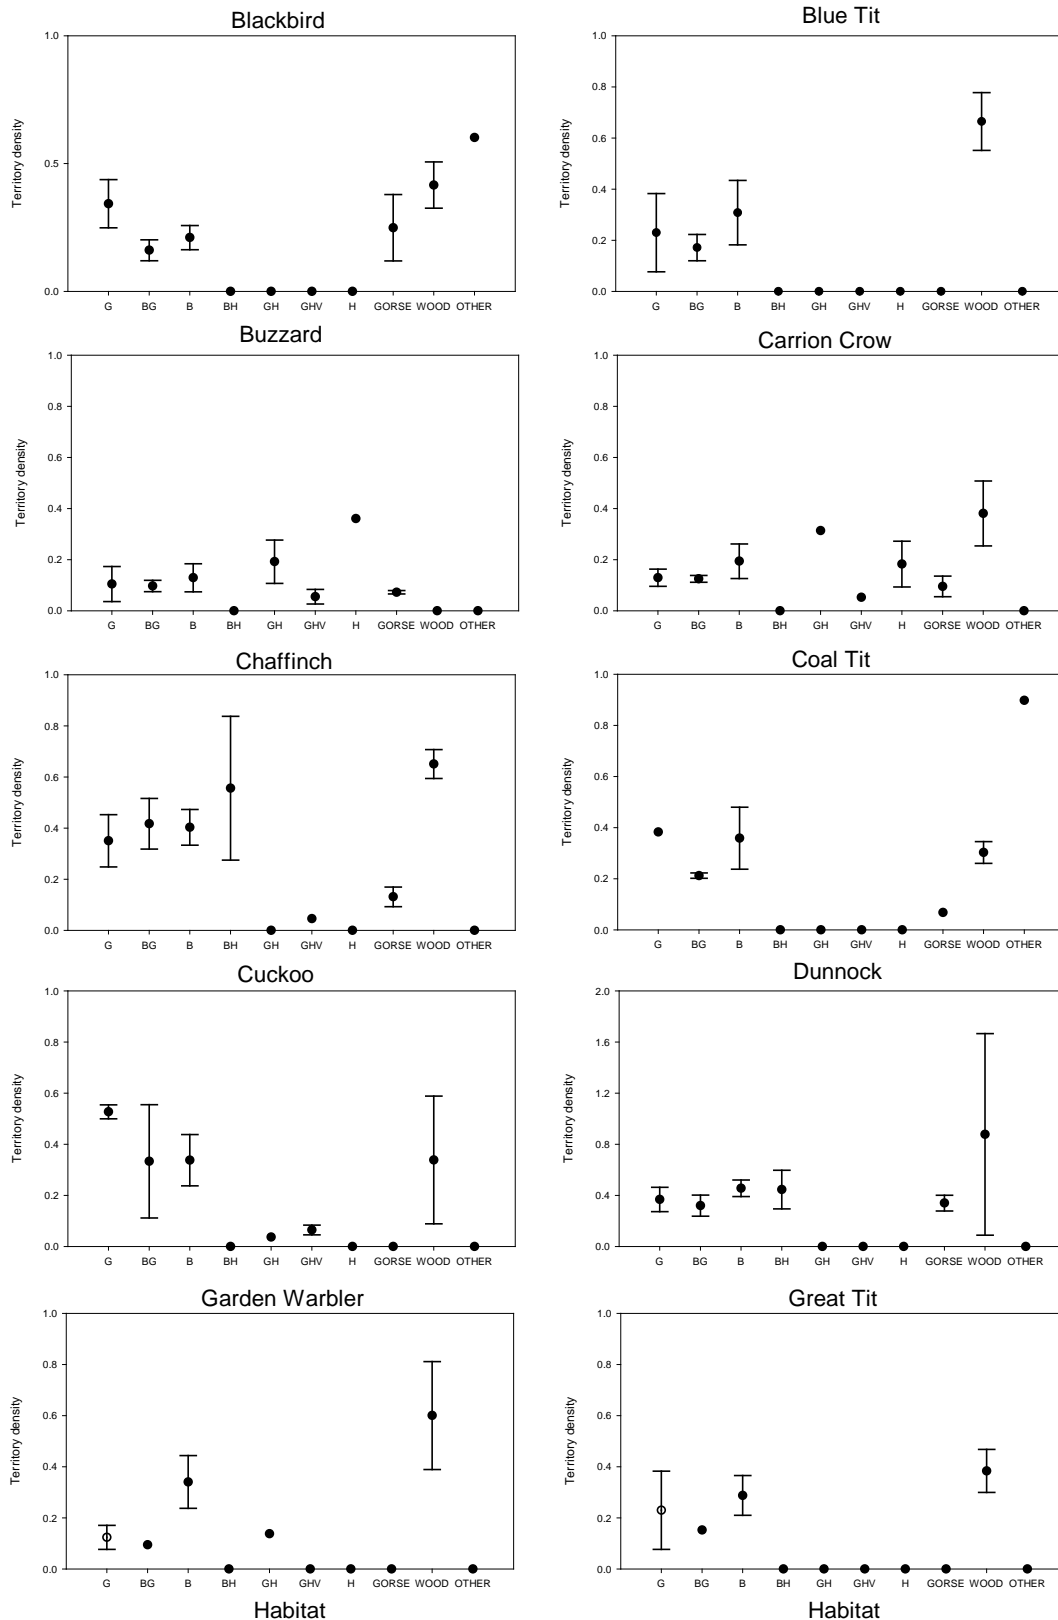 Blackbird
1.0
0.5
0.0
Territory density
G BG B BH GH GHV H GORSE WOOD OTHER
Blue Tit
1.0
0.8
0.6
0.4
0.2
0.0
Territory density
G BG B BH GH GHV H GORSE WOOD OTHER
Buzzard
1.0
0.8
0.6
0.4
0.2
0.0
Territory density
G BG B BH GH GHV H GORSE WOOD OTHER
Carrion Crow
1.0
0.8
0.6
0.4
0.2
0.0
Territory density
G BG B BH GH GHV H GORSE WOOD OTHER
Chaffinch
1.0
0.8
0.6
0.4
0.2
0.0
Territory density
G BG B BH GH GHV H GORSE WOOD OTHER
Coal Tit
1.0
0.8
0.6
0.4
0.2
0.0
Territory density
G BG B BH GH GHV H GORSE WOOD OTHER
Cuckoo
1.0
0.8
0.6
0.4
0.2
0.0
Territory density
G BG B BH GH GHV H GORSE WOOD OTHER
Dunnock
2.0
1.6
1.2
0.8
0.4
0.0
Territory density
G BG B BH GH GHV H GORSE WOOD OTHER
Garden Warbler
1.0
0.8
0.6
0.4
0.2
0.0
Territory density
G BG B BH GH GHV H GORSE WOOD OTHER
Habitat
Great Tit
1.0
0.8
0.6
0.4
0.2
0.0
Territory density
G BG B BH GH GHV H GORSE WOOD OTHER
Habitat